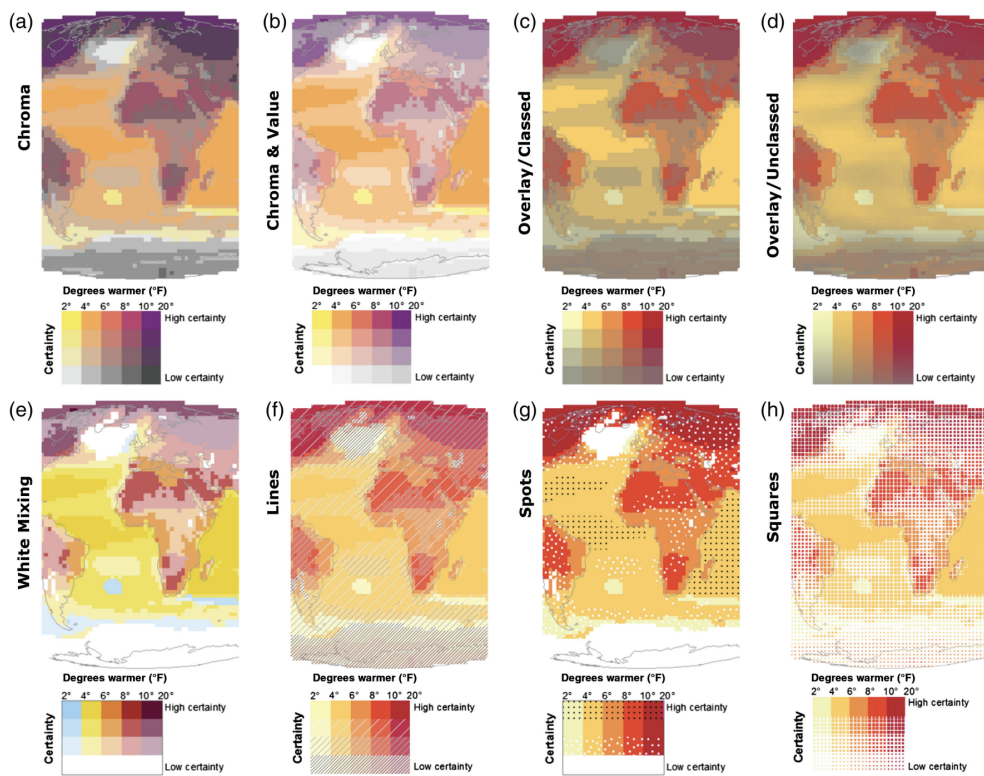 (a)
Chroma
Degrees warmer (°F)
2° 4° 6° 8° 10° 20°
Certainty
High certainty
Low certainty
(b)
Chroma & Value
Degrees warmer (°F)
2° 4° 6° 8° 10° 20°
Certainty
High certainty
Low certainty
(c)
Overlay/Classed
Degrees warmer (°F)
2° 4° 6° 8° 10° 20°
Certainty
High certainty
Low certainty
(d)
Overlay/Unclassed
Degrees warmer (°F)
2° 4° 6° 8° 10° 20°
Certainty
High certainty
Low certainty
(e)
White Mixing
Degrees warmer (°F)
2° 4° 6° 8° 10° 20°
Certainty
High certainty
Low certainty
(f)
Lines
Degrees warmer (°F)
2° 4° 6° 8° 10° 20°
Certainty
High certainty
Low certainty
(g)
Spots
Degrees warmer (°F)
2° 4° 6° 8° 10° 20°
Certainty
High certainty
Low certainty
(h)
Squares
Degrees warmer (°F)
2° 4° 6° 8° 10° 20°
Certainty
High certainty
Low certainty